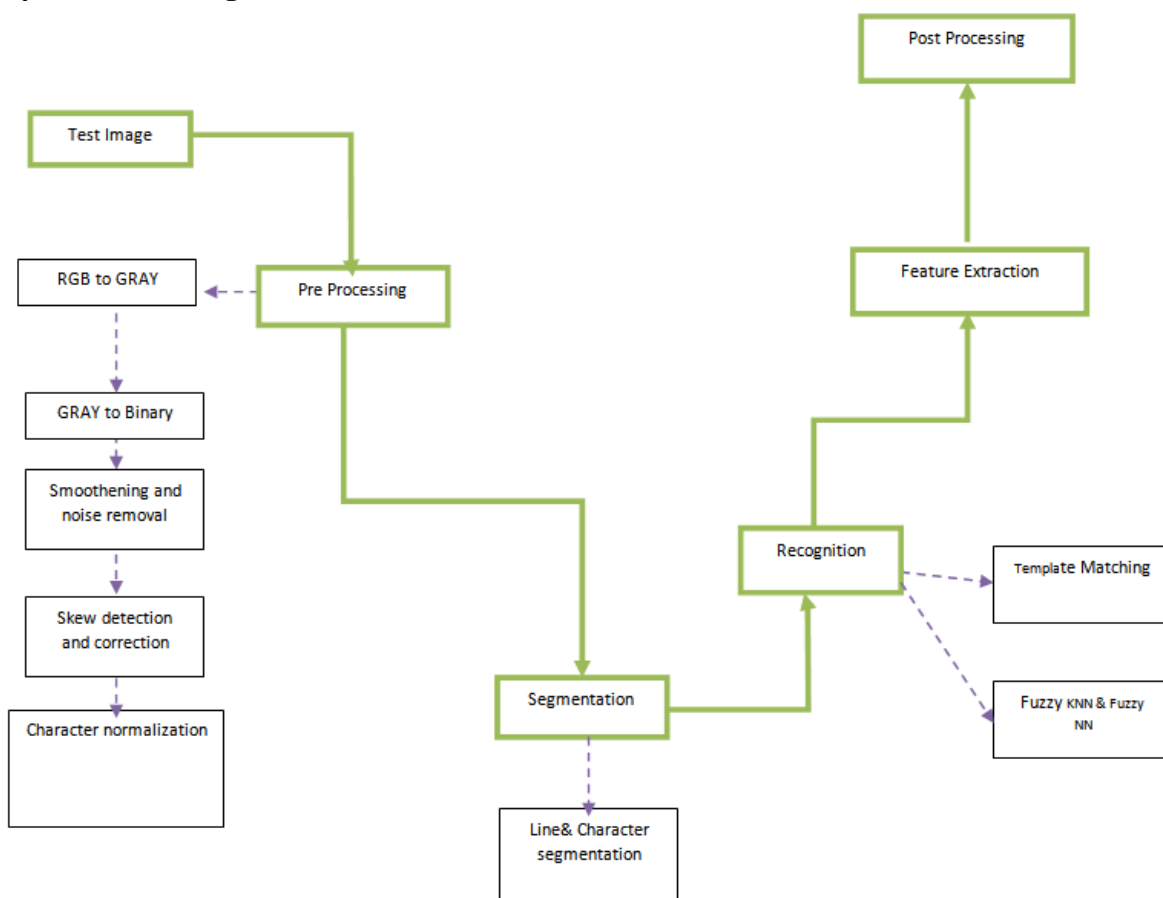 Post Processing
Test Image
Feature Extraction
RGB to GRAY
Pre Processing
GRAY to Binary
Smoothening and
noise removal
Recognition
Template Matching
Skew detection
and correction
Segmentation
Fuzzy KNN & Fuzzy
NN
Character normalization
Line& Character
segmentation